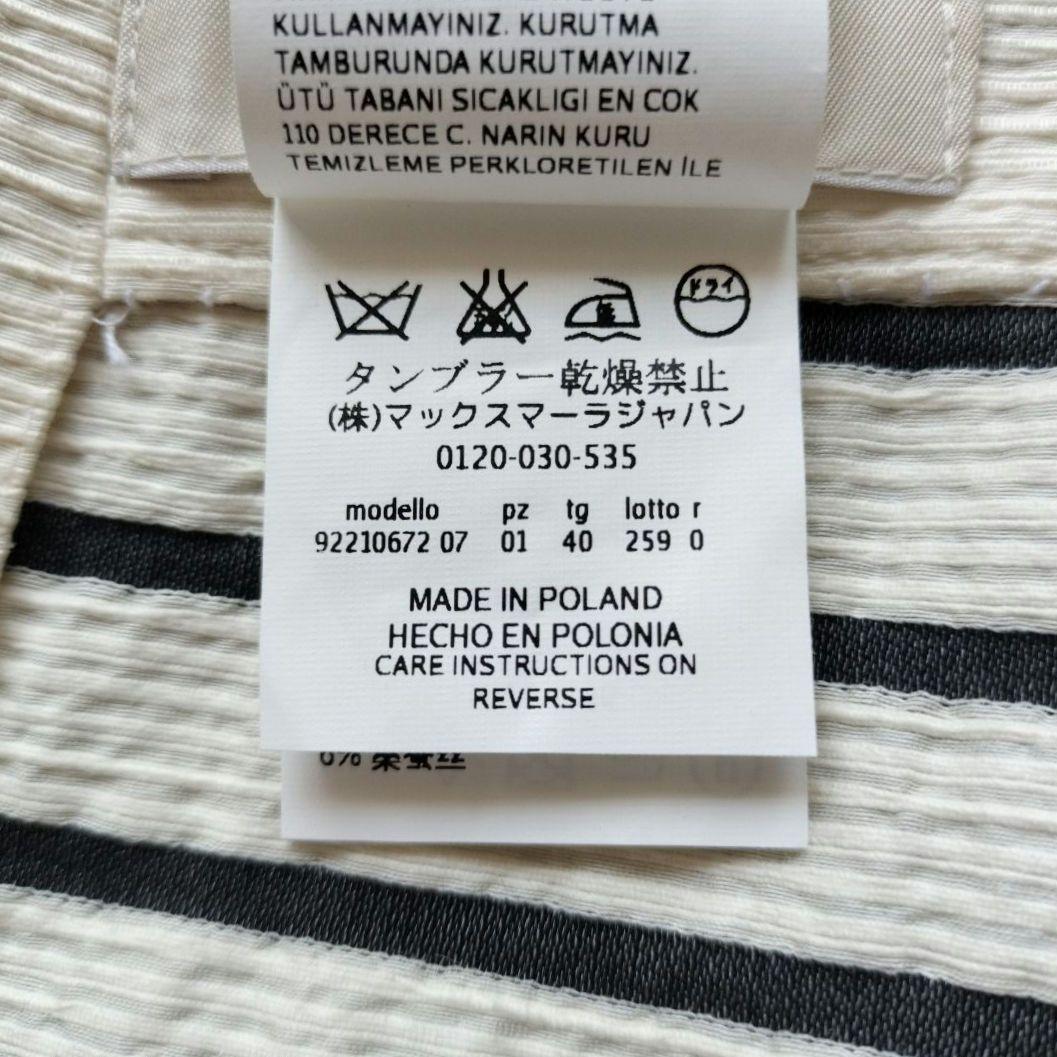 KULLANMAYINIZ. KURUTMA
TAMBURUNDA KURUTMAYINIZ.
ÜTÜ TABANI SICAKLIGI EN COK
110 DERECE C. NARIN KURU
TEMIZLEME PERKLORETILEN İLE
ドライ
タンブラー乾燥禁止
(株)マックスマーラジャパン
0120-030-535
modello pz tg lotto r
92210672 07 01 40 259 0
MADE IN POLAND
HECHO EN POLONIA
CARE INSTRUCTIONS ON
REVERSE